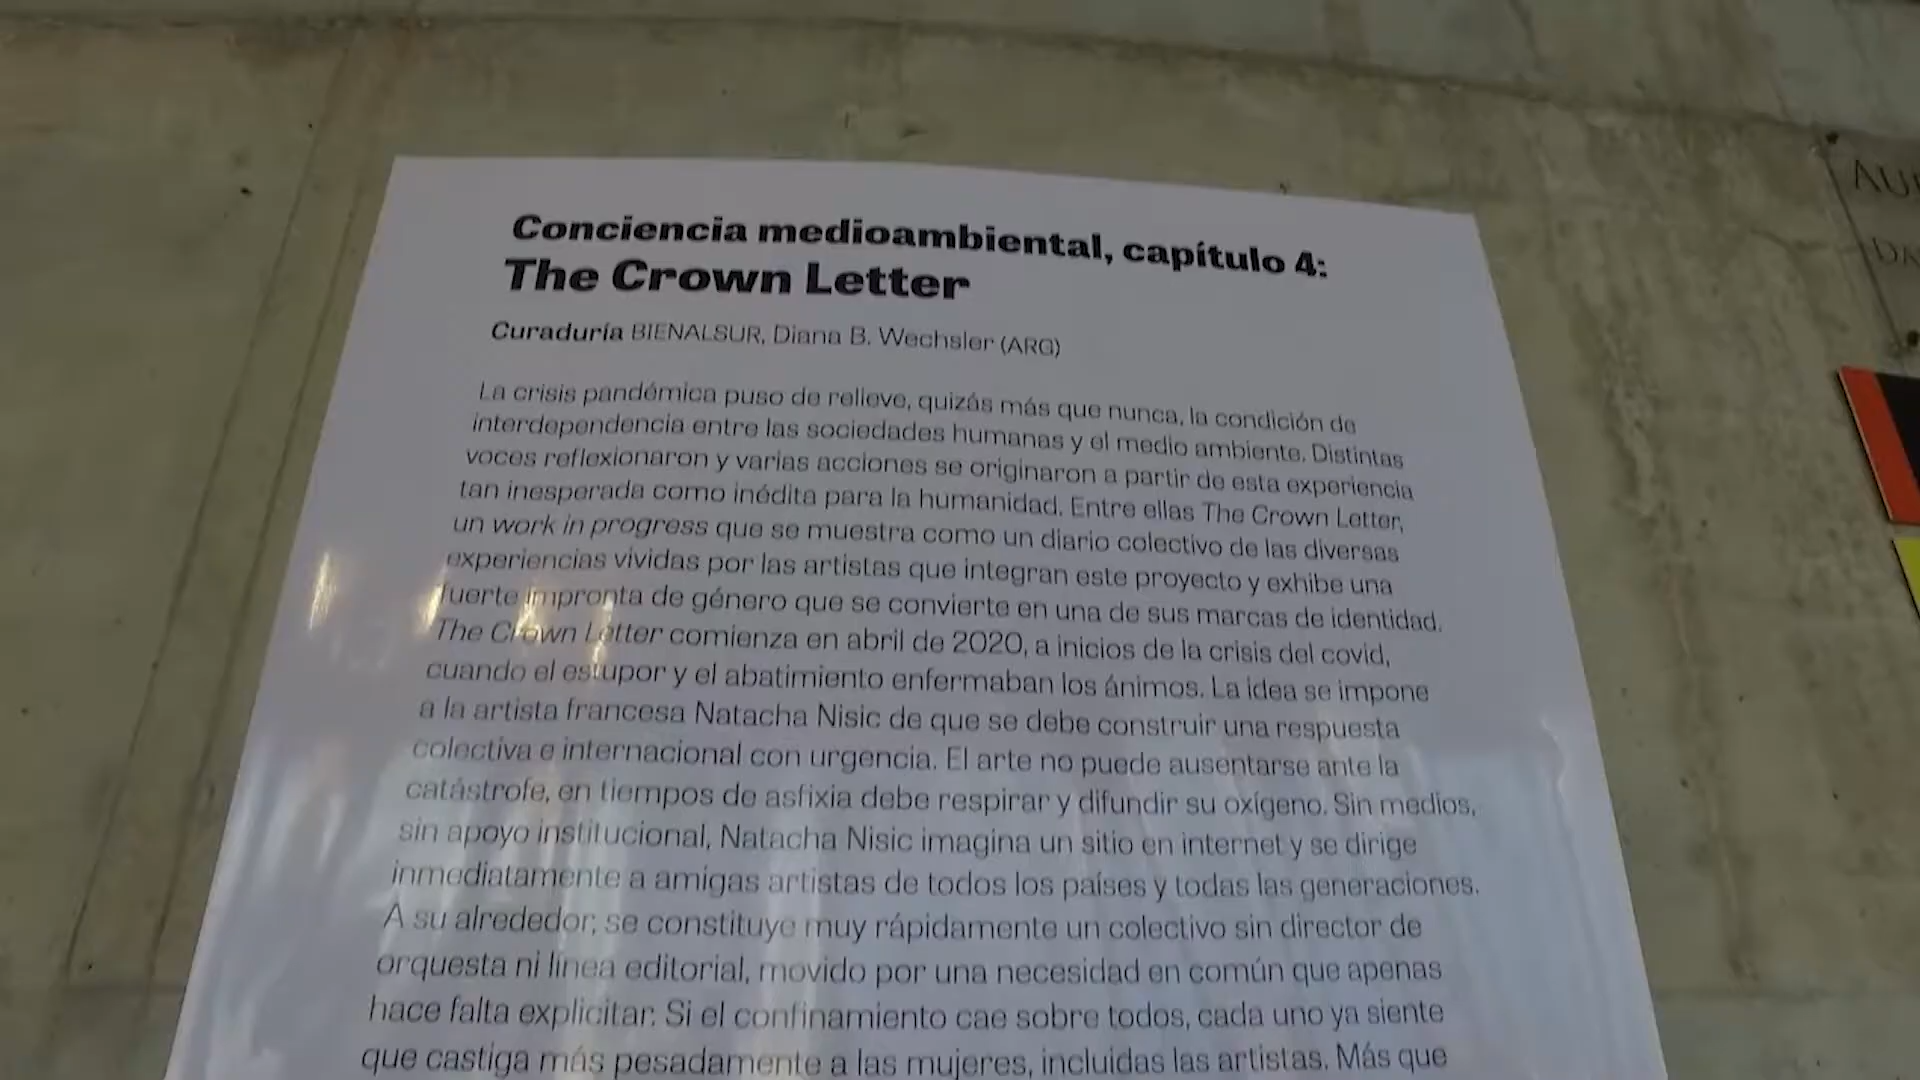 Conciencia medioambiental, capítulo 4:
The Crown Letter
Curaduría BIENALSUR, Diana B. Wechsler (ARG)
La crisis pandémica puso de relieve, quizás más que nunca, la condición de
interdependencia entre las sociedades humanas y el medio ambiente. Distintas
voces reflexionaron y varias acciones se originaron a partir de esta experiencia
tan inesperada como inédita para la humanidad. Entre ellas The Crown Letter,
un work in progress que se muestra como un diario colectivo de las diversas
experiencias vividas por las artistas que integran este proyecto y exhibe una
fuerte impronta de género que se convierte en una de sus marcas de identidad.
The Crown Letter comienza en abril de 2020, a inicios de la crisis del covid,
cuando el estupor y el abatimiento enfermaban los ánimos. La idea se impone
a la artista francesa Natacha Nisic de que se debe construir una respuesta
colectiva e internacional con urgencia. El arte no puede ausentarse ante la
catástrofe, en tiempos de asfixia debe respirar y difundir su oxígeno. Sin medios,
sin apoyo institucional, Natacha Nisic imagina un sitio en internet y se dirige
inmediatamente a amigas artistas de todos los países y todas las generaciones.
A su alrededor, se constituye muy rápidamente un colectivo sin director de
orquesta ni línea editorial, movido por una necesidad en común que apenas
hace falta explicitar. Si el confinamiento cae sobre todos, cada uno ya siente
que castiga más pesadamente a las mujeres, incluidas las artistas. Más que